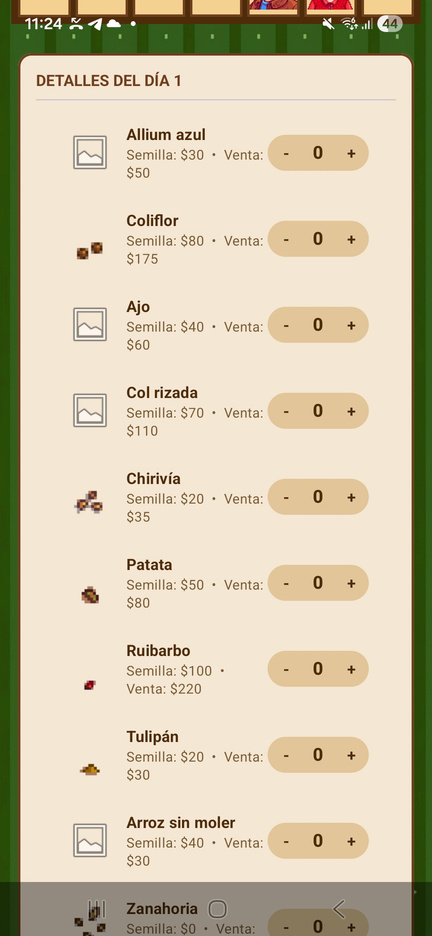 11:24
44
DETALLES DEL DÍA 1
Allium azul
Semilla: $30 • Venta:
$50
- 0 +
Coliflor
Semilla: $80 • Venta:
$175
- 0 +
Ajo
Semilla: $40 • Venta:
$60
- 0 +
Col rizada
Semilla: $70 • Venta:
$110
- 0 +
Chirivía
Semilla: $20 • Venta:
$35
- 0 +
Patata
Semilla: $50 • Venta:
$80
- 0 +
Ruibarbo
Semilla: $100 •
Venta: $220
- 0 +
Tulipán
Semilla: $20 • Venta:
$30
- 0 +
Arroz sin moler
Semilla: $40 • Venta:
$30
- 0 +
Zanahoria
Semilla: $0 • Venta:
- 0 +